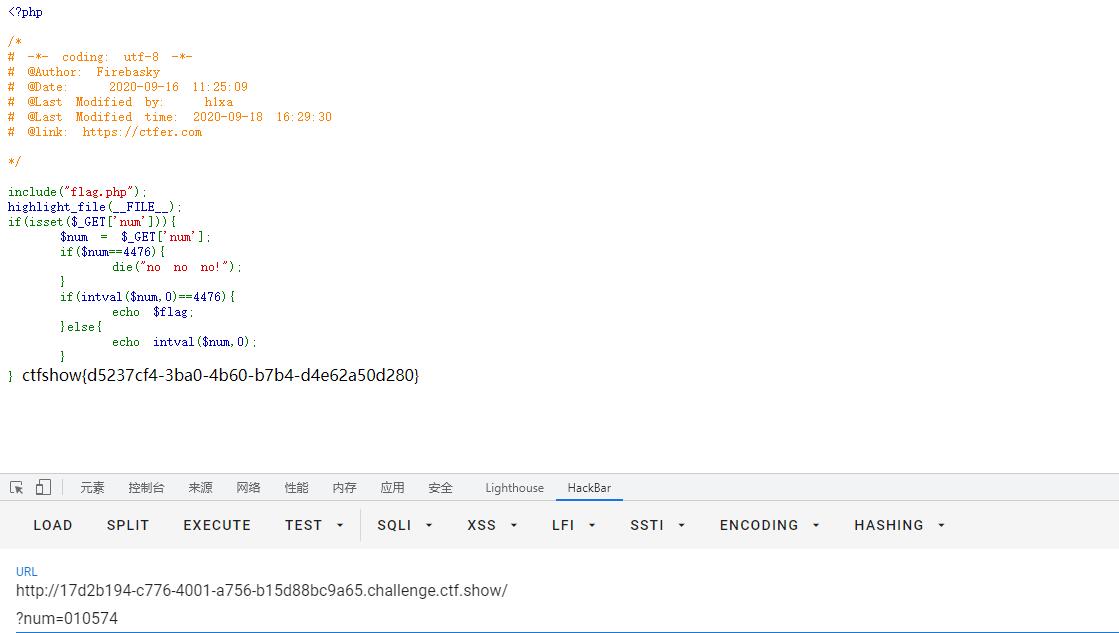 <?php
/*
# -*- coding: utf-8 -*-
# @Author: Firebasky
# @Date:   2020-09-16 11:25:09
# @Last Modified by:   h1xa
# @Last Modified time: 2020-09-18 16:29:30
# @link: https://ctfer.com
*/
include("flag.php");
highlight_file(__FILE__);
if(isset($_GET['num'])){
    $num = $_GET['num'];
    if($num==4476){
        die("no no no!");
    }
    if(intval($num,0)==4476){
        echo $flag;
    }else{
        echo intval($num,0);
    }
} ctfshow{d5237cf4-3ba0-4b60-b7b4-d4e62a50d280}
元素 控制台 来源 网络 性能 内存 应用 安全 Lighthouse HackBar
LOAD SPLIT EXECUTE TEST SQLI XSS LFI SSTI ENCODING HASHING
URL
http://17d2b194-c776-4001-a756-b15d88bc9a65.challenge.ctf.show/
?num=010574